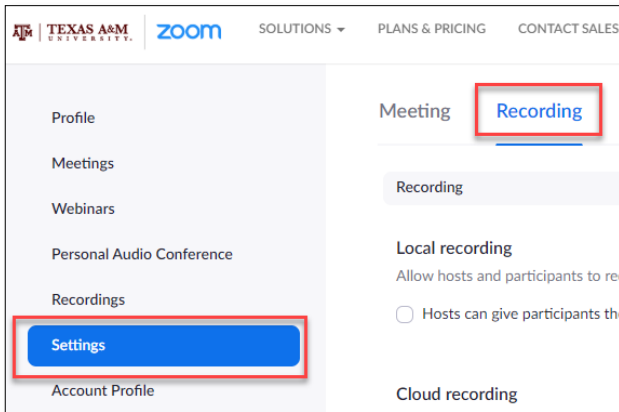 TEXAS A&M UNIVERSITY. zoom SOLUTIONS PLANS & PRICING CONTACT SALES
Profile
Meetings
Webinars
Personal Audio Conference
Recordings
Settings
Account Profile
Meeting Recording
Recording
Local recording
Allow hosts and participants to re
Hosts can give participants th
Cloud recording